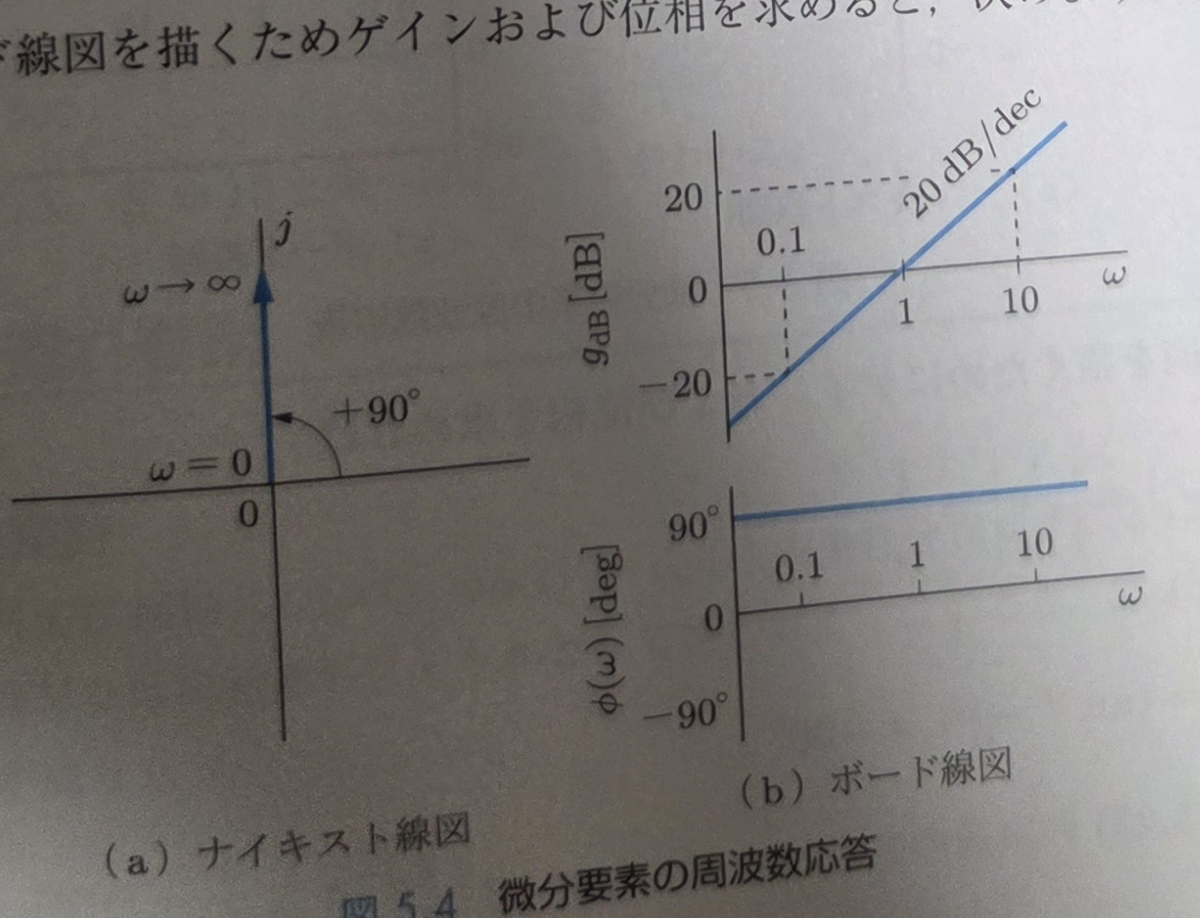 線図を描くためゲインおよび位相を求めると,
j
ω → ∞
+90°
ω = 0
0
(a) ナイキスト線図
20 dB/dec
20
0.1
g_dB [dB]
0
1
10
ω
−20
90°
0.1
1
10
ϕ(ω) [deg]
0
ω
−90°
(b) ボード線図
図 5.4 微分要素の周波数応答